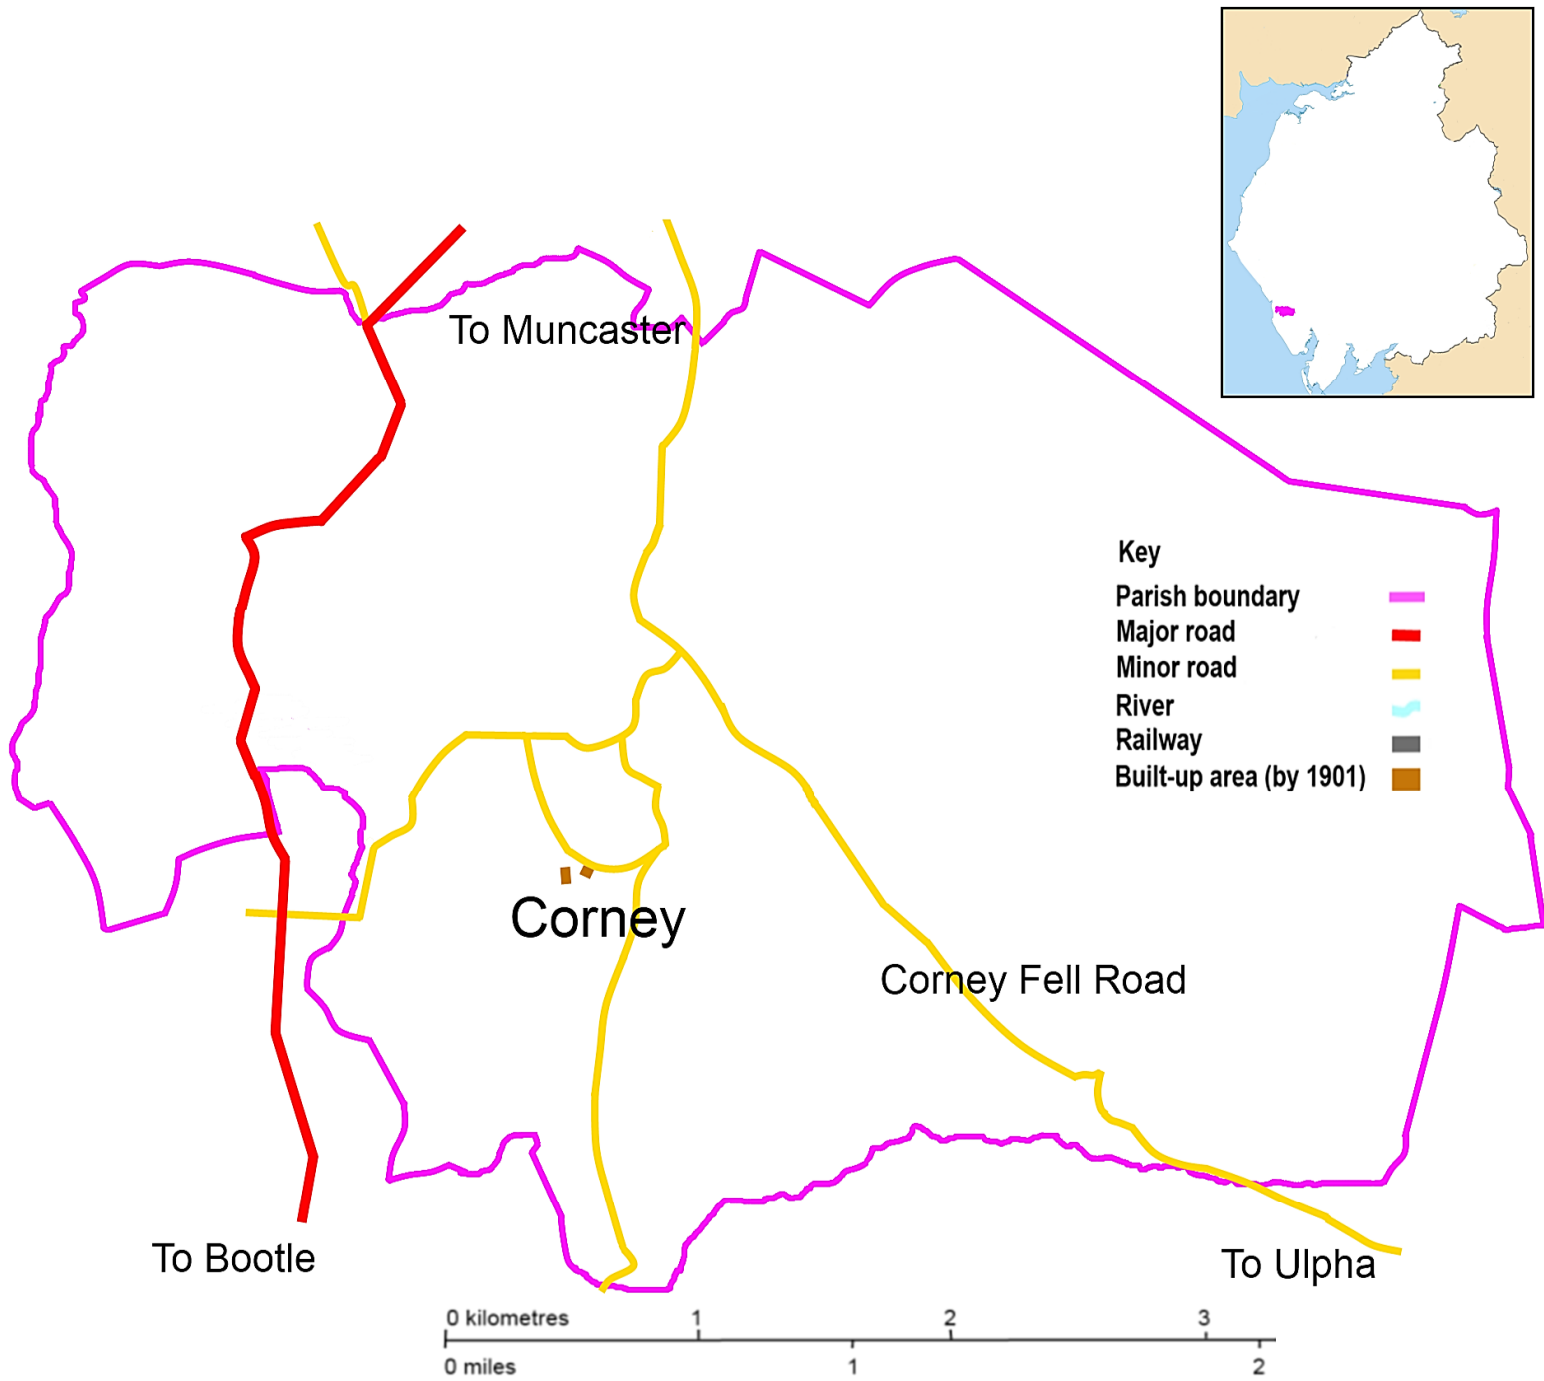 To Muncaster
Key
Parish boundary
Major road
Minor road
River
Railway
Built-up area (by 1901)
Corney
Corney Fell Road
To Bootle
To Ulpha
0 kilometres 1 2 3
0 miles 1 2